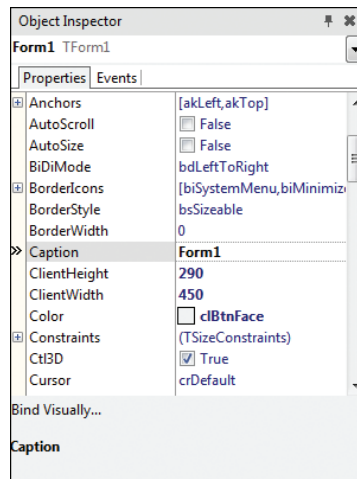 Object Inspector
Form1 TForm1
Properties Events
Anchors [akLeft,akTop]
AutoScroll False
AutoSize False
BiDiMode bdLeftToRight
BorderIcons [biSystemMenu,biMinimiz
BorderStyle bsSizeable
BorderWidth 0
Caption Form1
ClientHeight 290
ClientWidth 450
Color clBtnFace
Constraints (TSizeConstraints)
Ctl3D True
Cursor crDefault
Bind Visually...
Caption